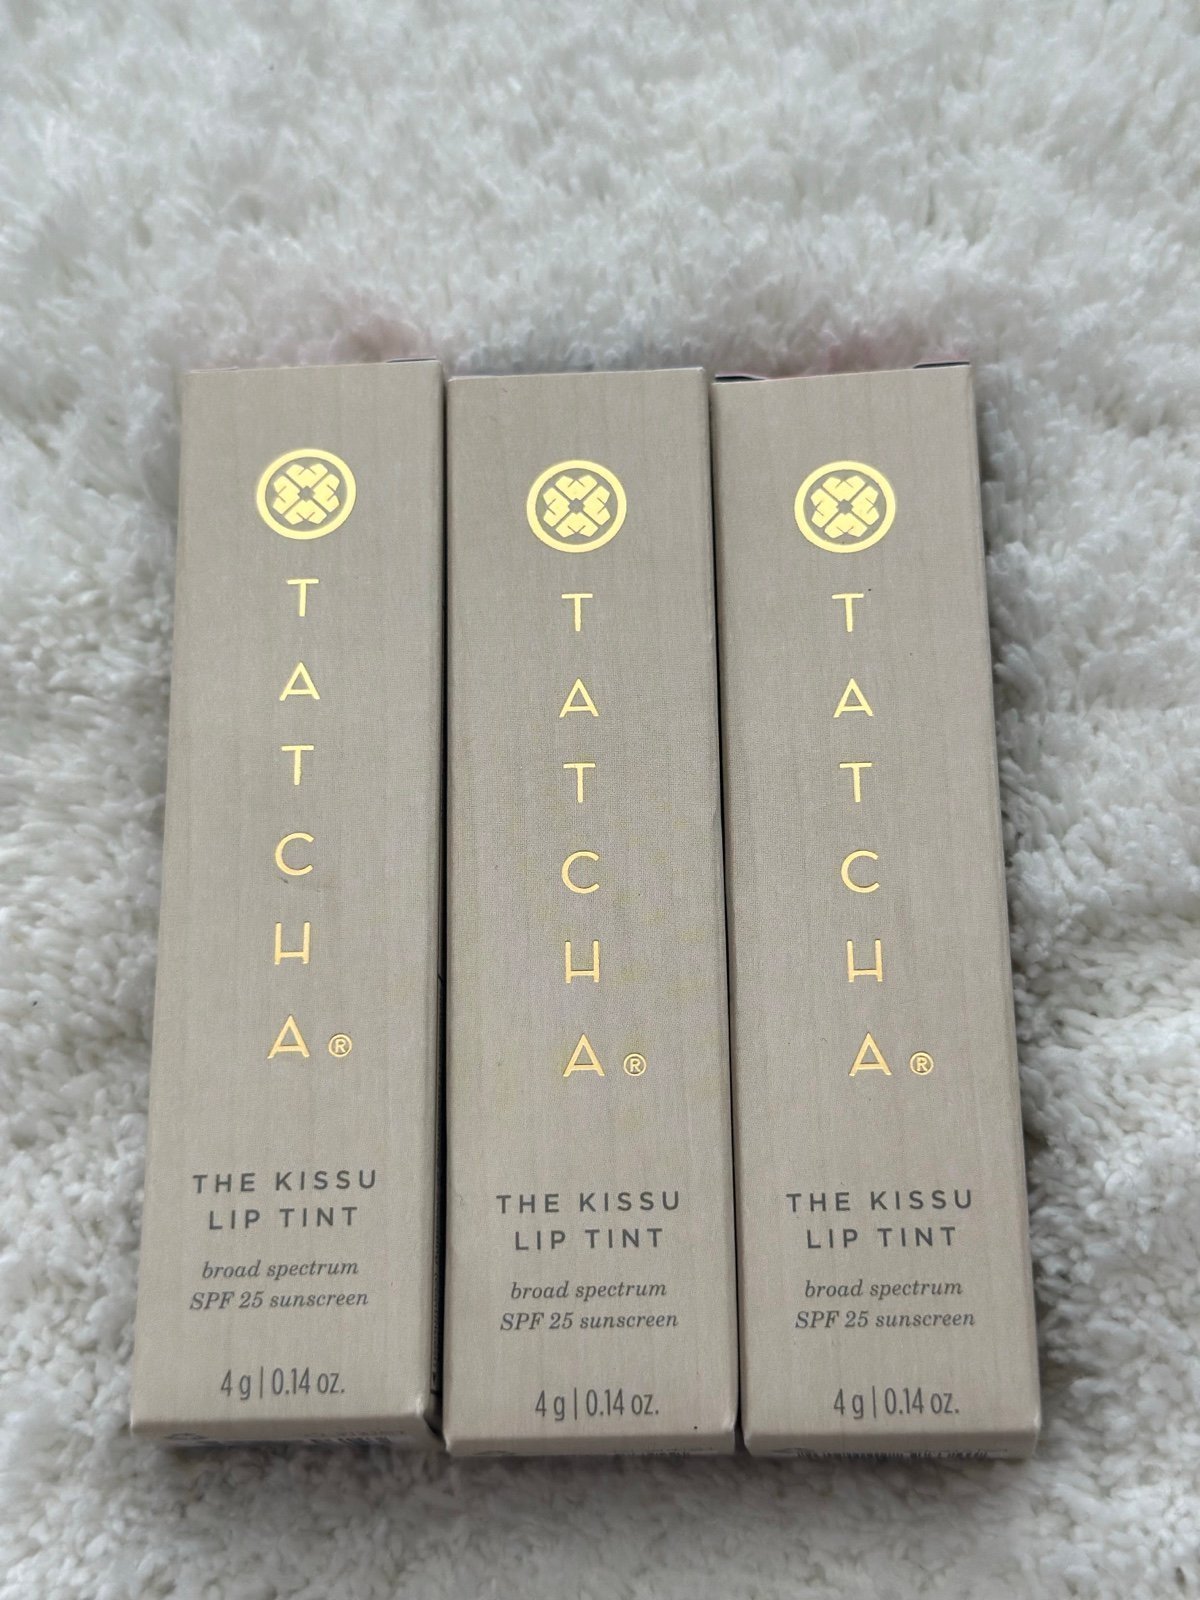 TATCHA®
THE KISSU
LIP TINT
broad spectrum
SPF 25 sunscreen
4 g | 0.14 oz.
TATCHA®
THE KISSU
LIP TINT
broad spectrum
SPF 25 sunscreen
4 g | 0.14 oz.
TATCHA®
THE KISSU
LIP TINT
broad spectrum
SPF 25 sunscreen
4 g | 0.14 oz.